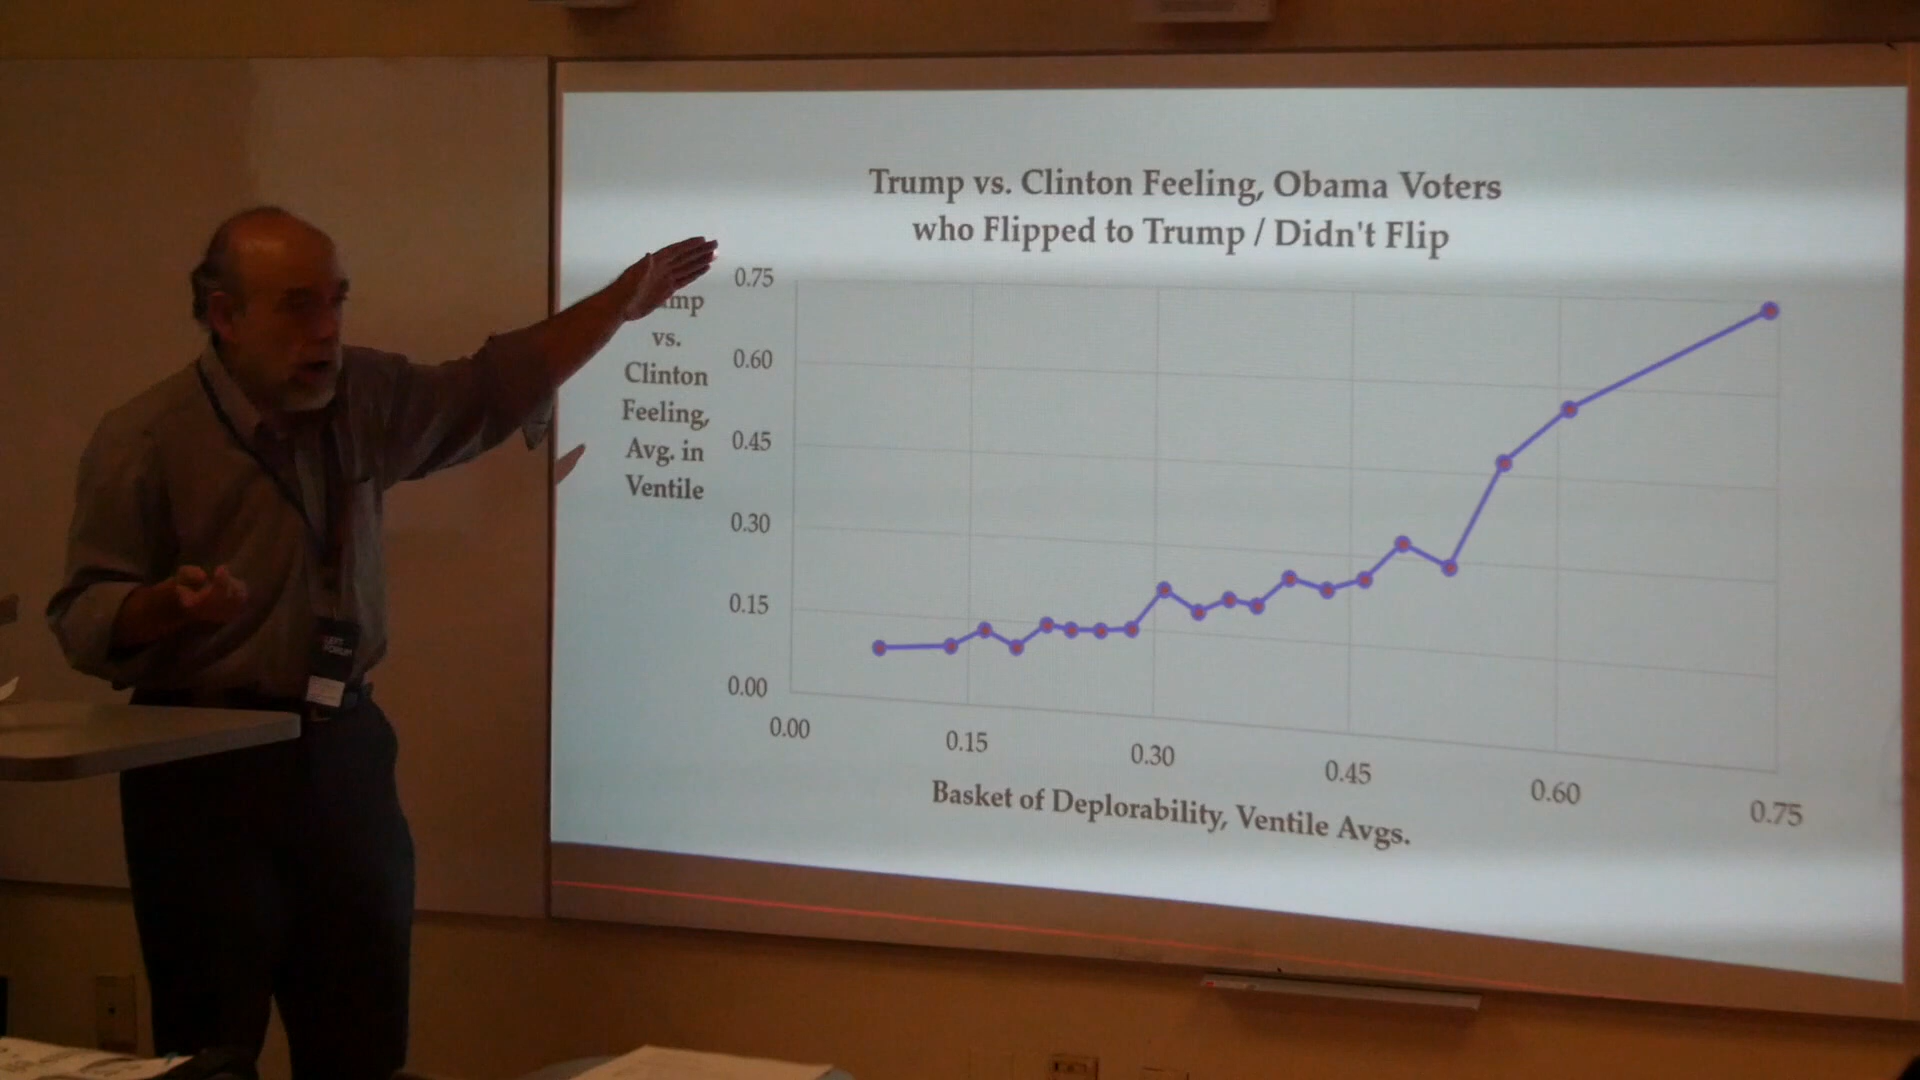 Trump vs. Clinton Feeling, Obama Voters
who Flipped to Trump / Didn't Flip
vs.
Clinton
Feeling,
Avg. in
Ventile
0.75
0.60
0.45
0.30
0.15
0.00
0.00
0.15
0.30
0.45
0.60
0.75
Basket of Deplorability, Ventile Avgs.